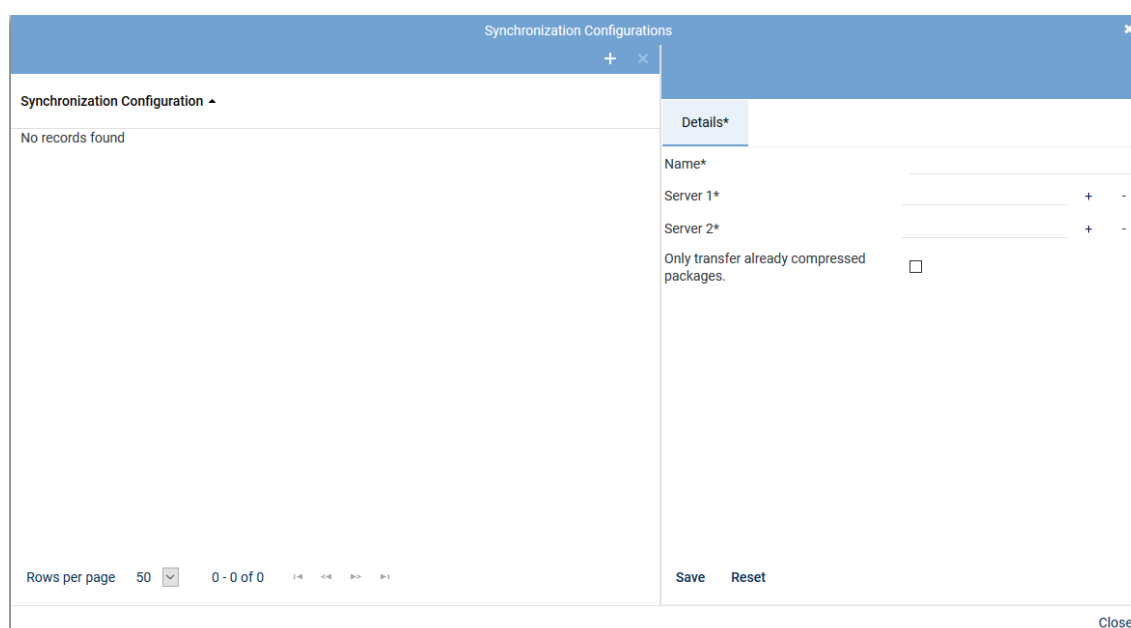 Synchronization Configurations
Synchronization Configuration
No records found
Details*
Name*
Server 1*
+ -
Server 2*
+ -
Only transfer already compressed
packages.
Rows per page 50 0 - 0 of 0
Save Reset
Close